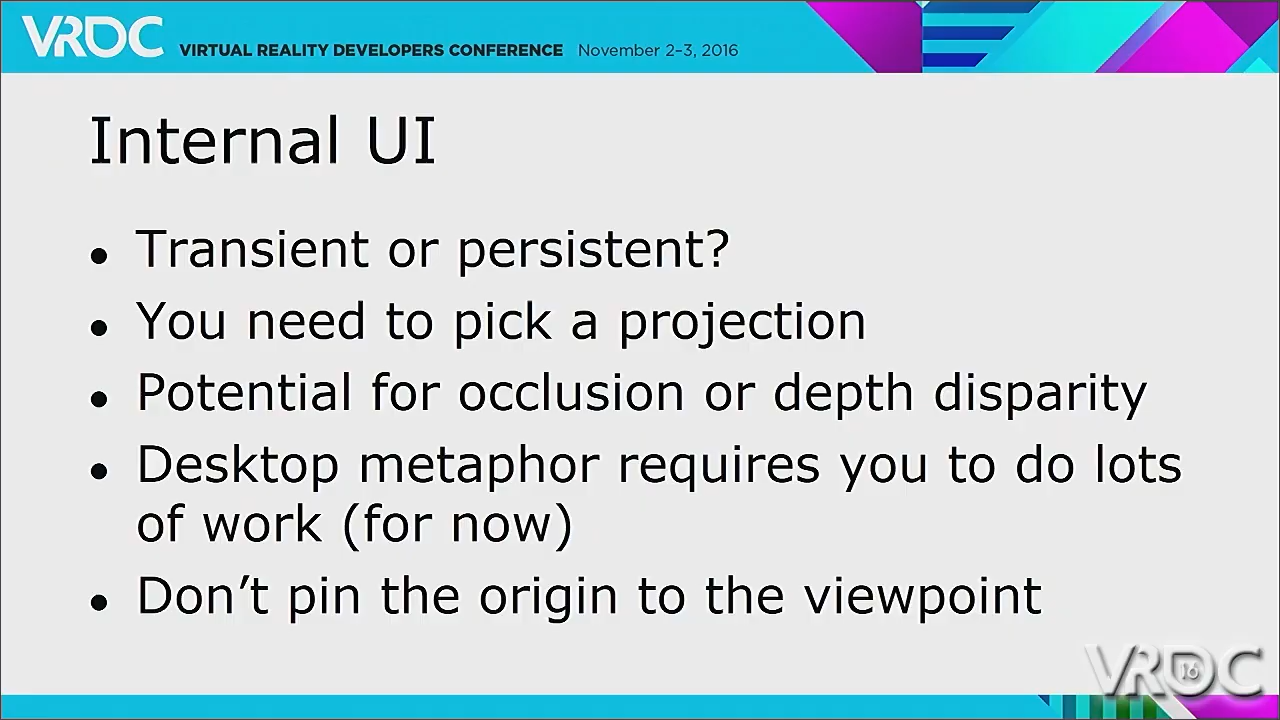 VRDC VIRTUAL REALITY DEVELOPERS CONFERENCE November 2-3, 2016
Internal UI
• Transient or persistent?
• You need to pick a projection
• Potential for occlusion or depth disparity
• Desktop metaphor requires you to do lots
of work (for now)
• Don’t pin the origin to the viewpoint
VRDC 16